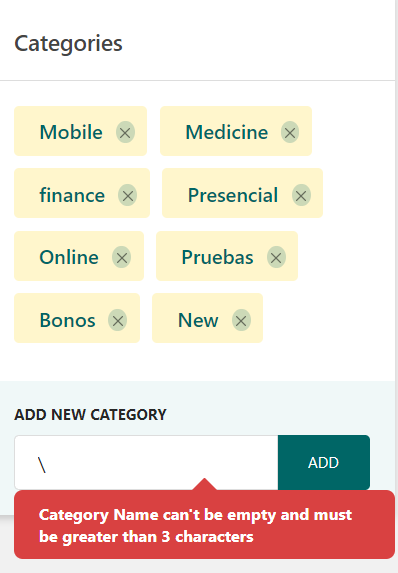 Categories
Mobile
Medicine
finance
Presencial
Online
Pruebas
Bonos
New
ADD NEW CATEGORY
\
ADD
Category Name can't be empty and must
be greater than 3 characters